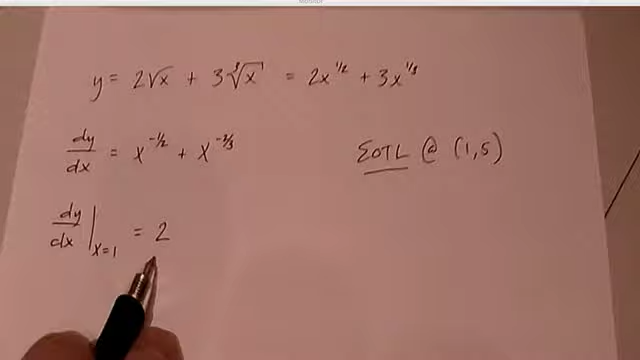 y = 2√x + 3∛x = 2x^1/2 + 3x^1/3
dy/dx = x^-1/2 + x^-2/3
EOTL @ (1,5)
dy/dx | x=1 = 2